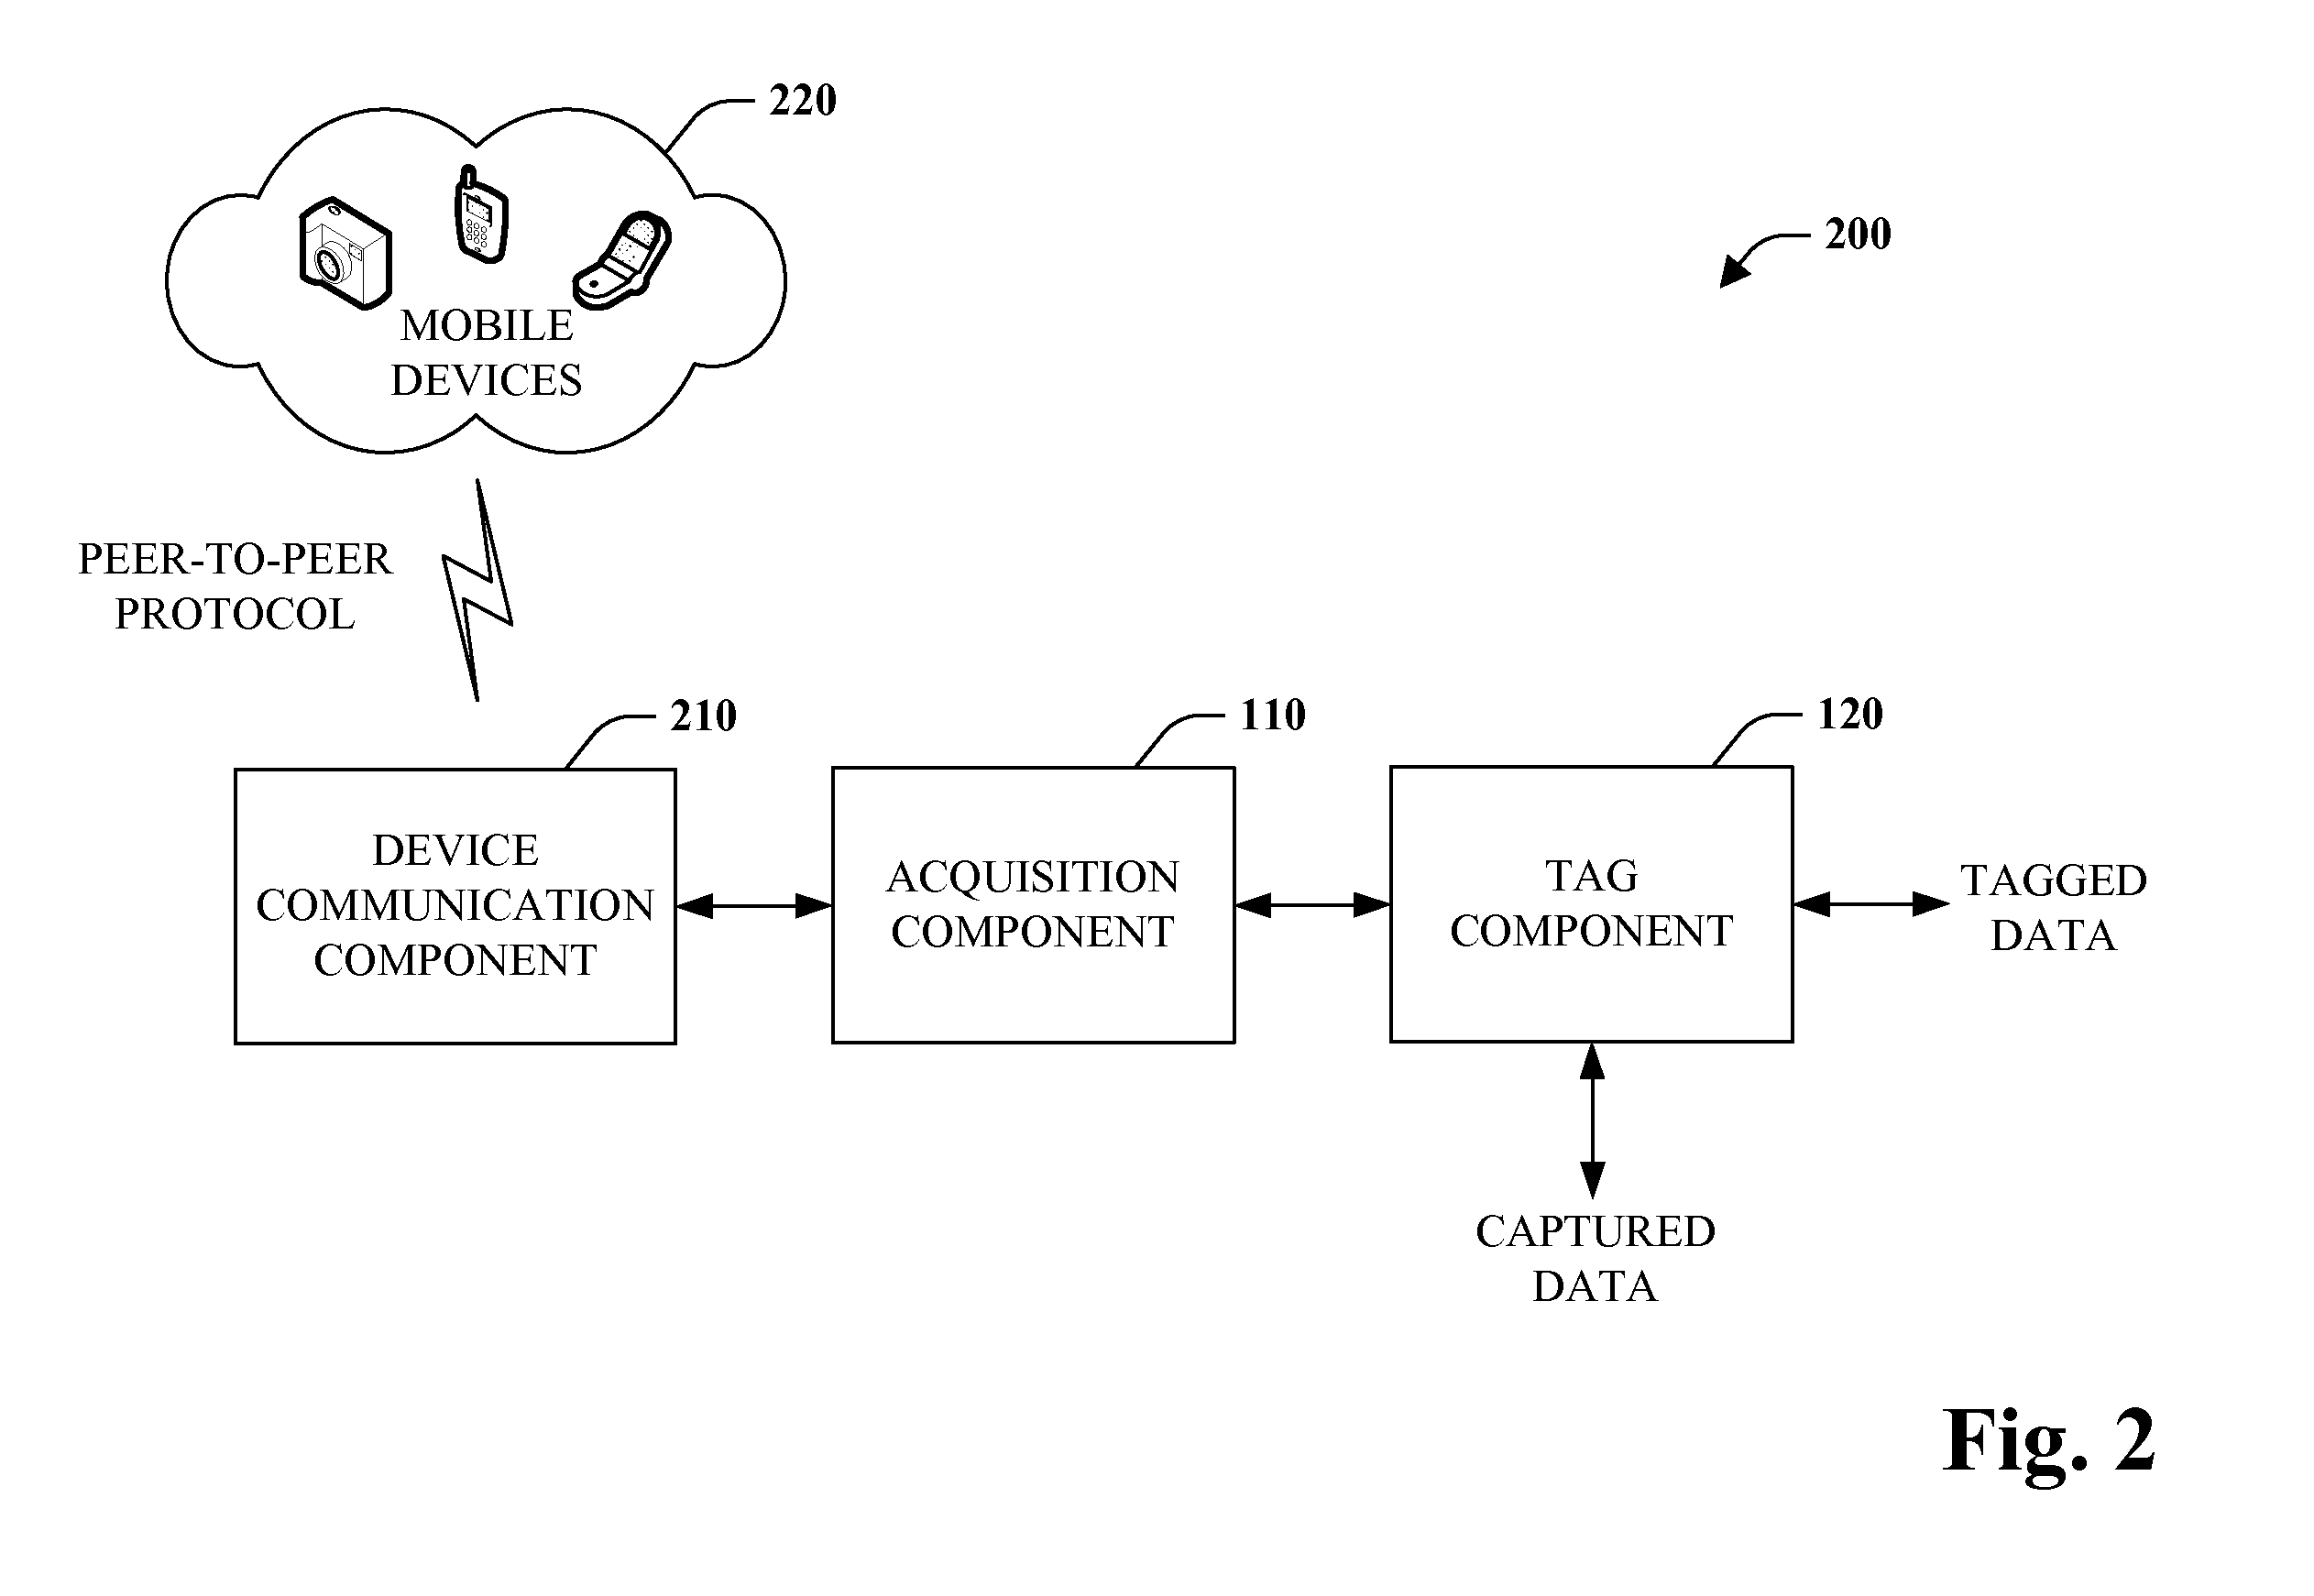 220
MOBILE
DEVICES
200
PEER-TO-PEER
PROTOCOL
210
110
120
DEVICE
COMMUNICATION
COMPONENT
ACQUISITION
COMPONENT
TAG
COMPONENT
TAGGED
DATA
CAPTURED
DATA
Fig. 2